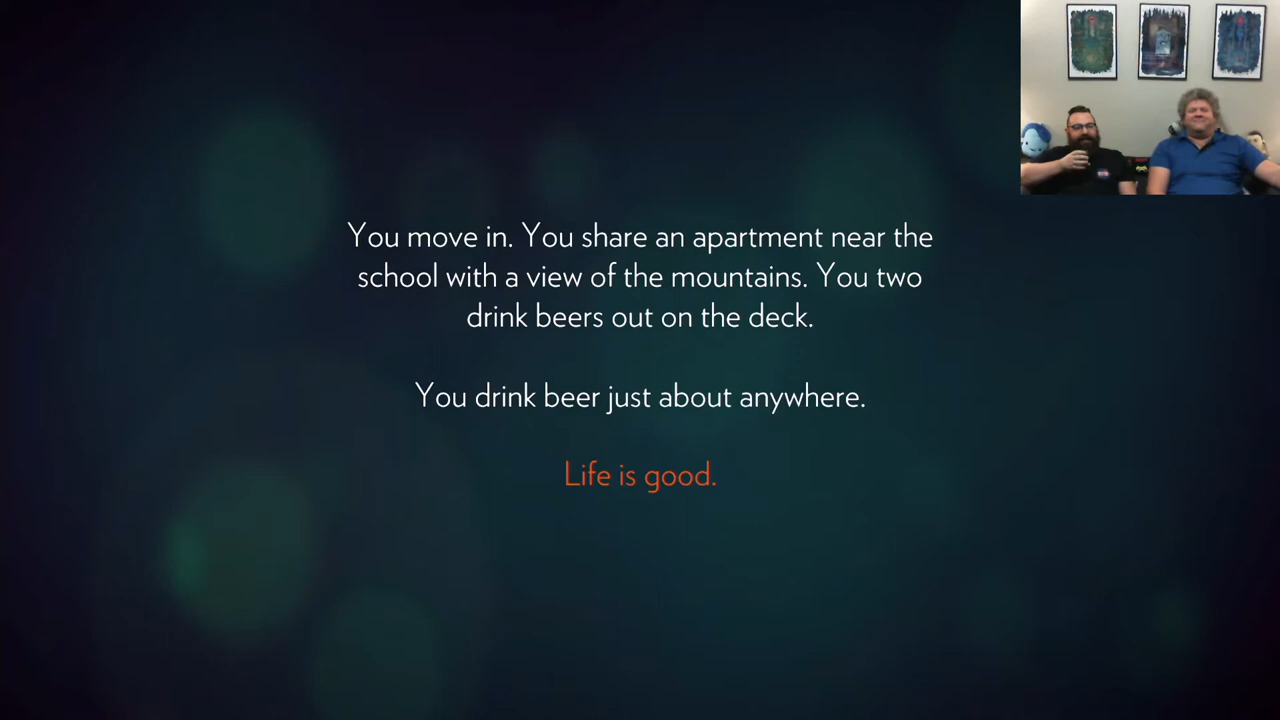 You move in. You share an apartment near the
school with a view of the mountains. You two
drink beers out on the deck.
You drink beer just about anywhere.
Life is good.